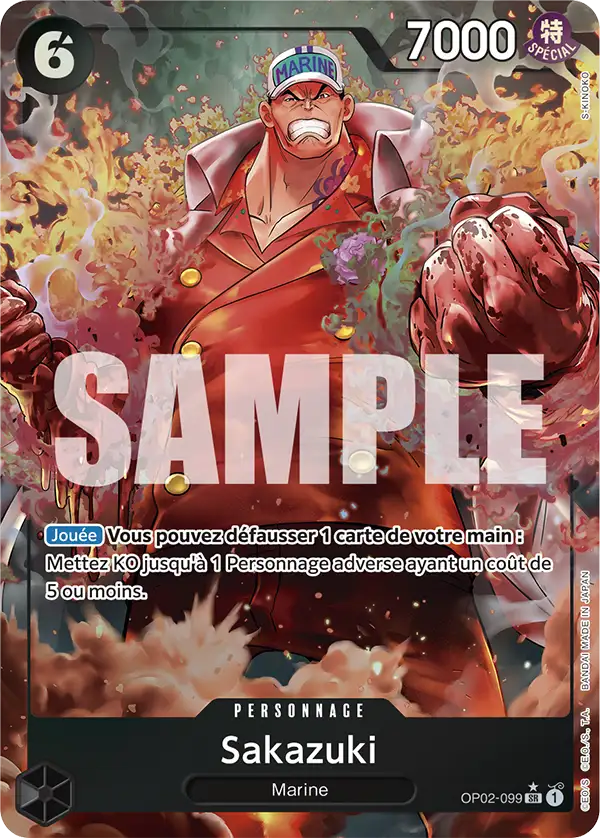 6
7000
特
SPÉCIAL
S-KINOKO
MARINE
SAMPLE
Jouée Vous pouvez défausser 1 carte de votre main :
Mettez KO jusqu'à 1 Personnage adverse ayant un coût de
5 ou moins.
PERSONNAGE
Sakazuki
Marine
OP02-099 SR 1
©EO/S ©E.O./S., T.A. BANDAI MADE IN JAPAN